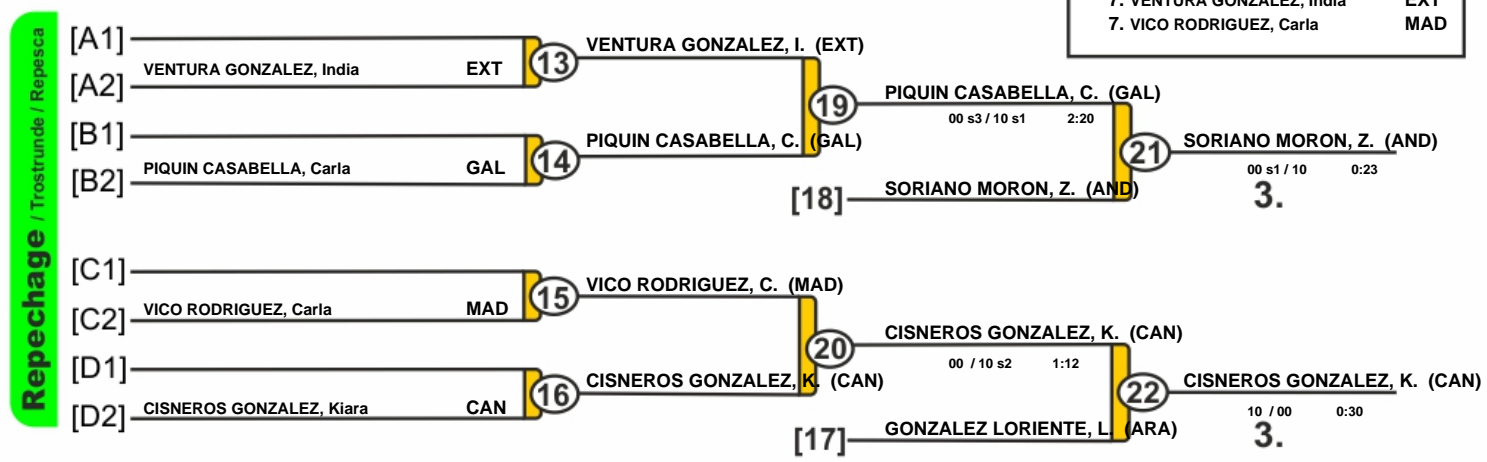 7. VENTURA GONZALEZ, India EXT
7. VICO RODRIGUEZ, Carla MAD
Repechage / Trostrunde / Repesca
[A1]
VENTURA GONZALEZ, India EXT
[A2]
13
VENTURA GONZALEZ, I. (EXT)
[B1]
PIQUIN CASABELLA, Carla GAL
[B2]
14
PIQUIN CASABELLA, C. (GAL)
19
PIQUIN CASABELLA, C. (GAL)
00 s3 / 10 s1 2:20
[18]
SORIANO MORON, Z. (AND)
21
SORIANO MORON, Z. (AND)
00 s1 / 10 0:23
3.
[C1]
VICO RODRIGUEZ, Carla MAD
[C2]
15
VICO RODRIGUEZ, C. (MAD)
[D1]
CISNEROS GONZALEZ, Kiara CAN
[D2]
16
CISNEROS GONZALEZ, K. (CAN)
20
CISNEROS GONZALEZ, K. (CAN)
00 / 10 s2 1:12
[17]
GONZALEZ LORIENTE, L. (ARA)
22
CISNEROS GONZALEZ, K. (CAN)
10 / 00 0:30
3.